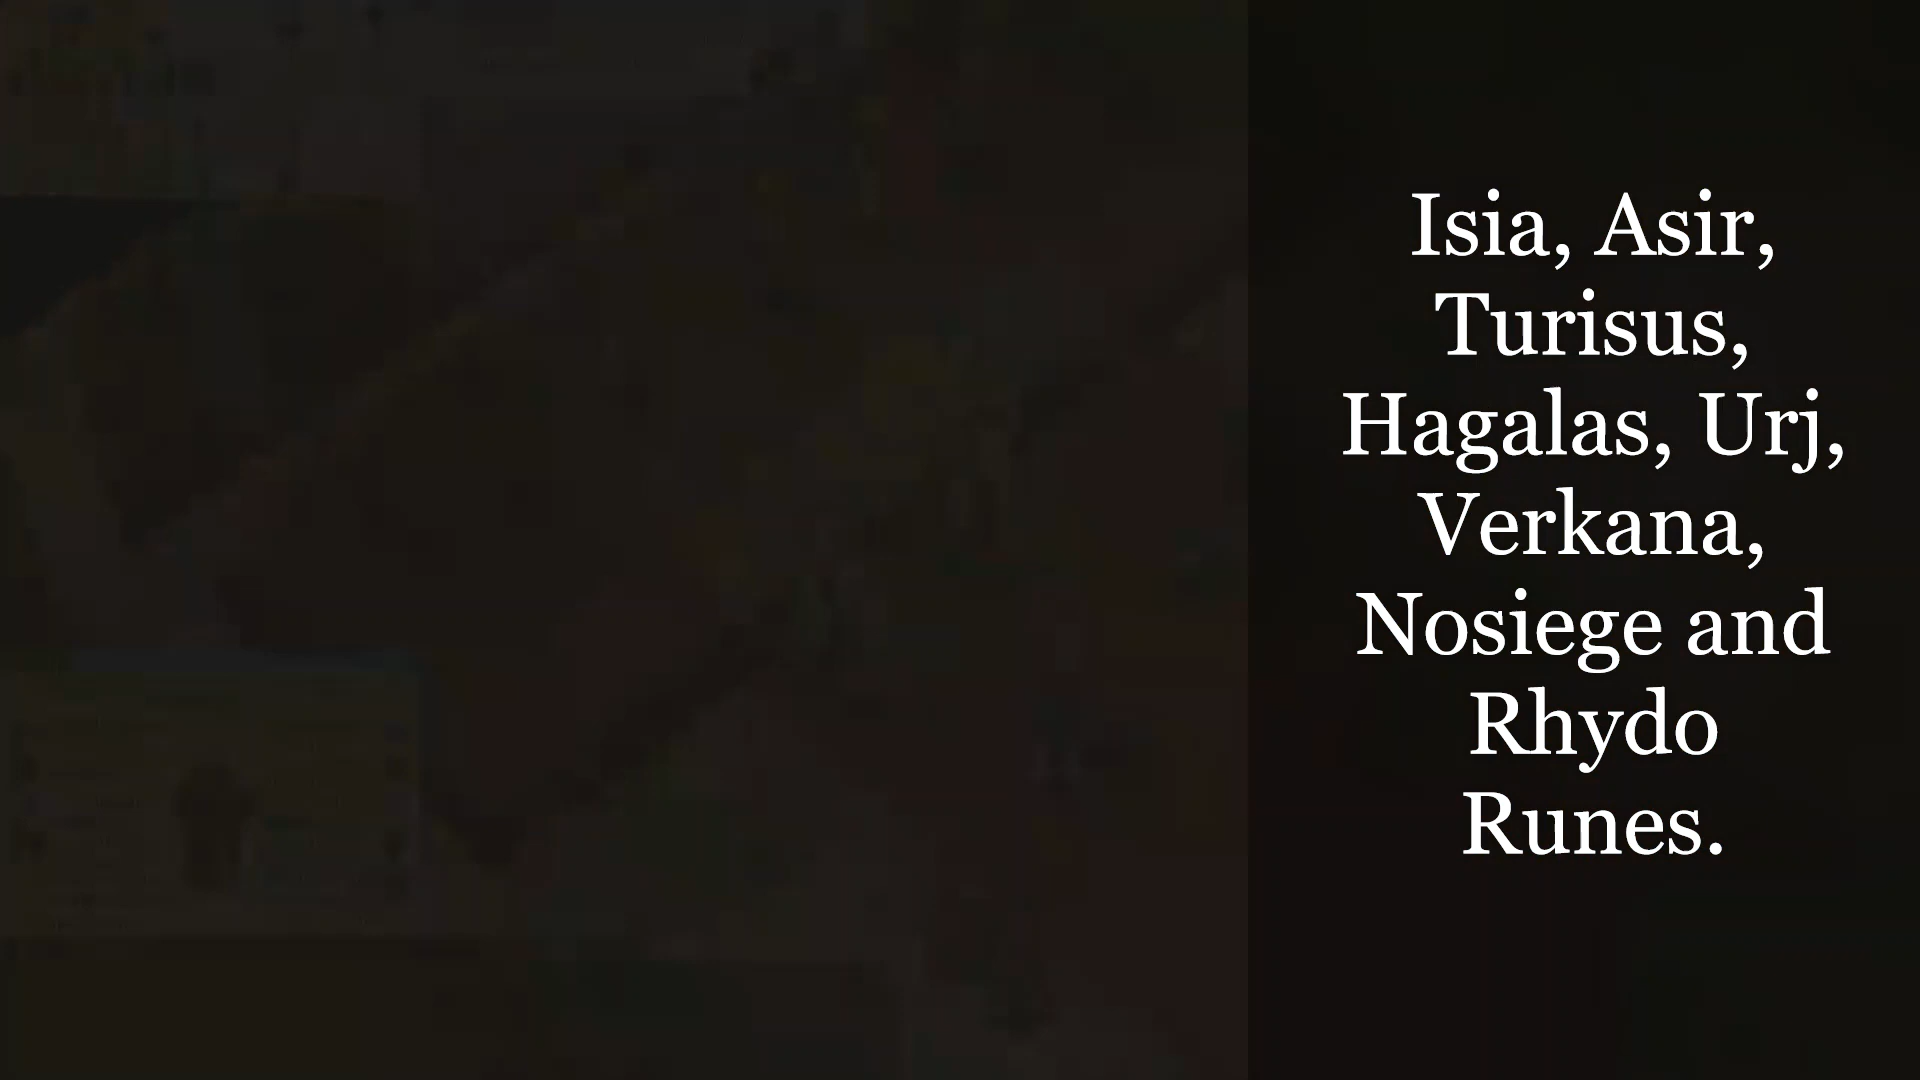 Isia, Asir,
Turisus,
Hagalas, Urj,
Verkana,
Nosiege and
Rhydo
Runes.